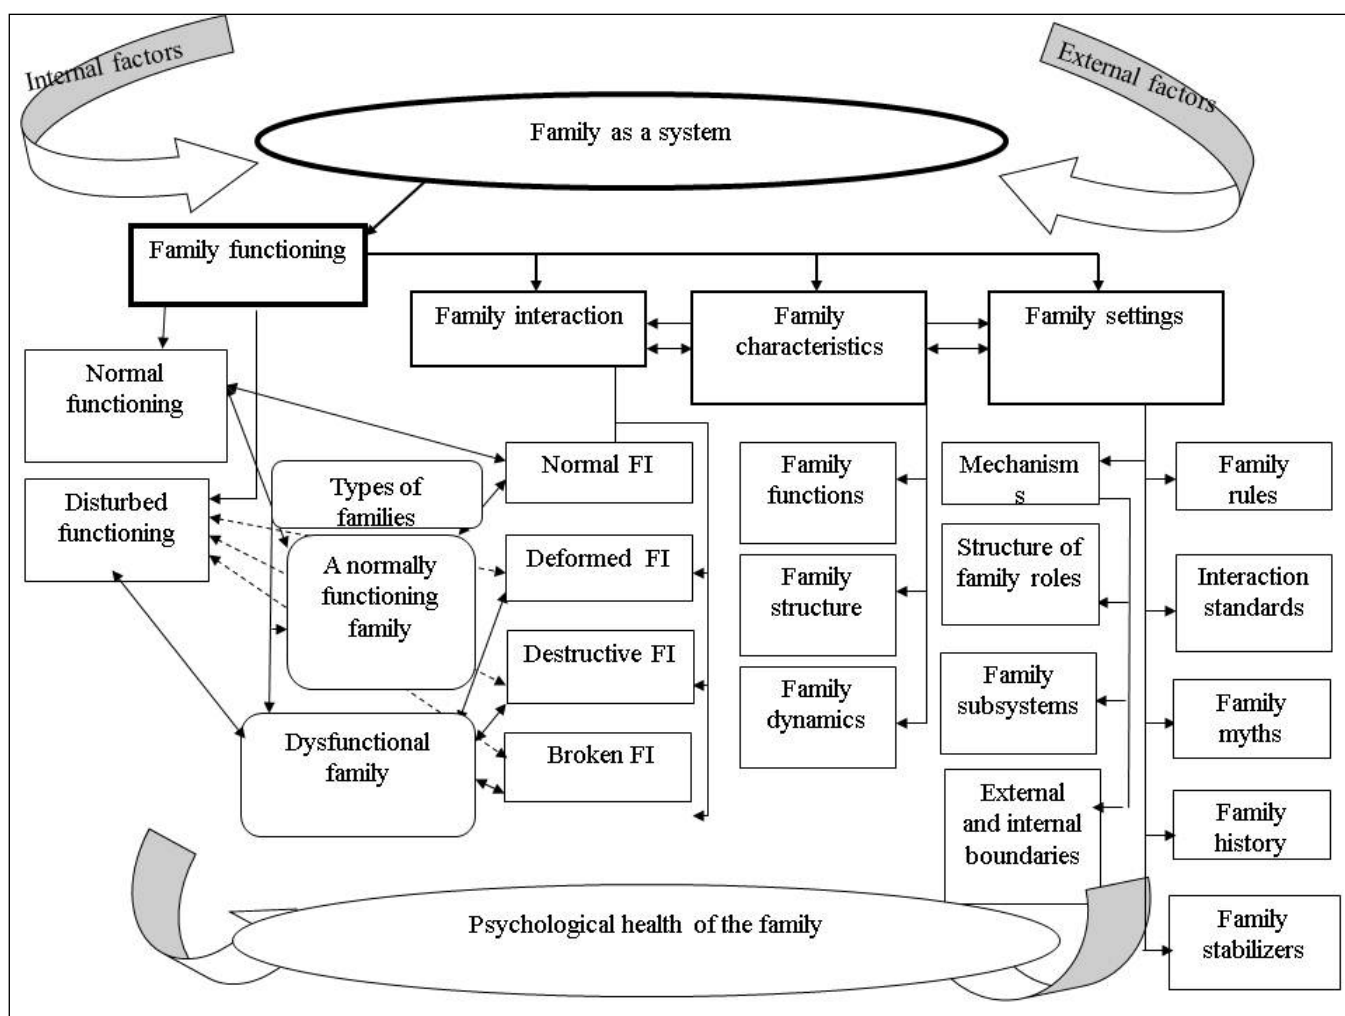 Internal factors
External factors
Family as a system
Family functioning
Family interaction
Family
characteristics
Family settings
Normal
functioning
Disturbed
functioning
Types of
families
A normally
functioning
family
Dysfunctional
family
Normal FI
Deformed FI
Destructive FI
Broken FI
Family
functions
Family
structure
Family
dynamics
Mechanism
s
Structure of
family roles
Family
subsystems
External
and internal
boundaries
Family
rules
Interaction
standards
Family
myths
Family
history
Family
stabilizers
Psychological health of the family